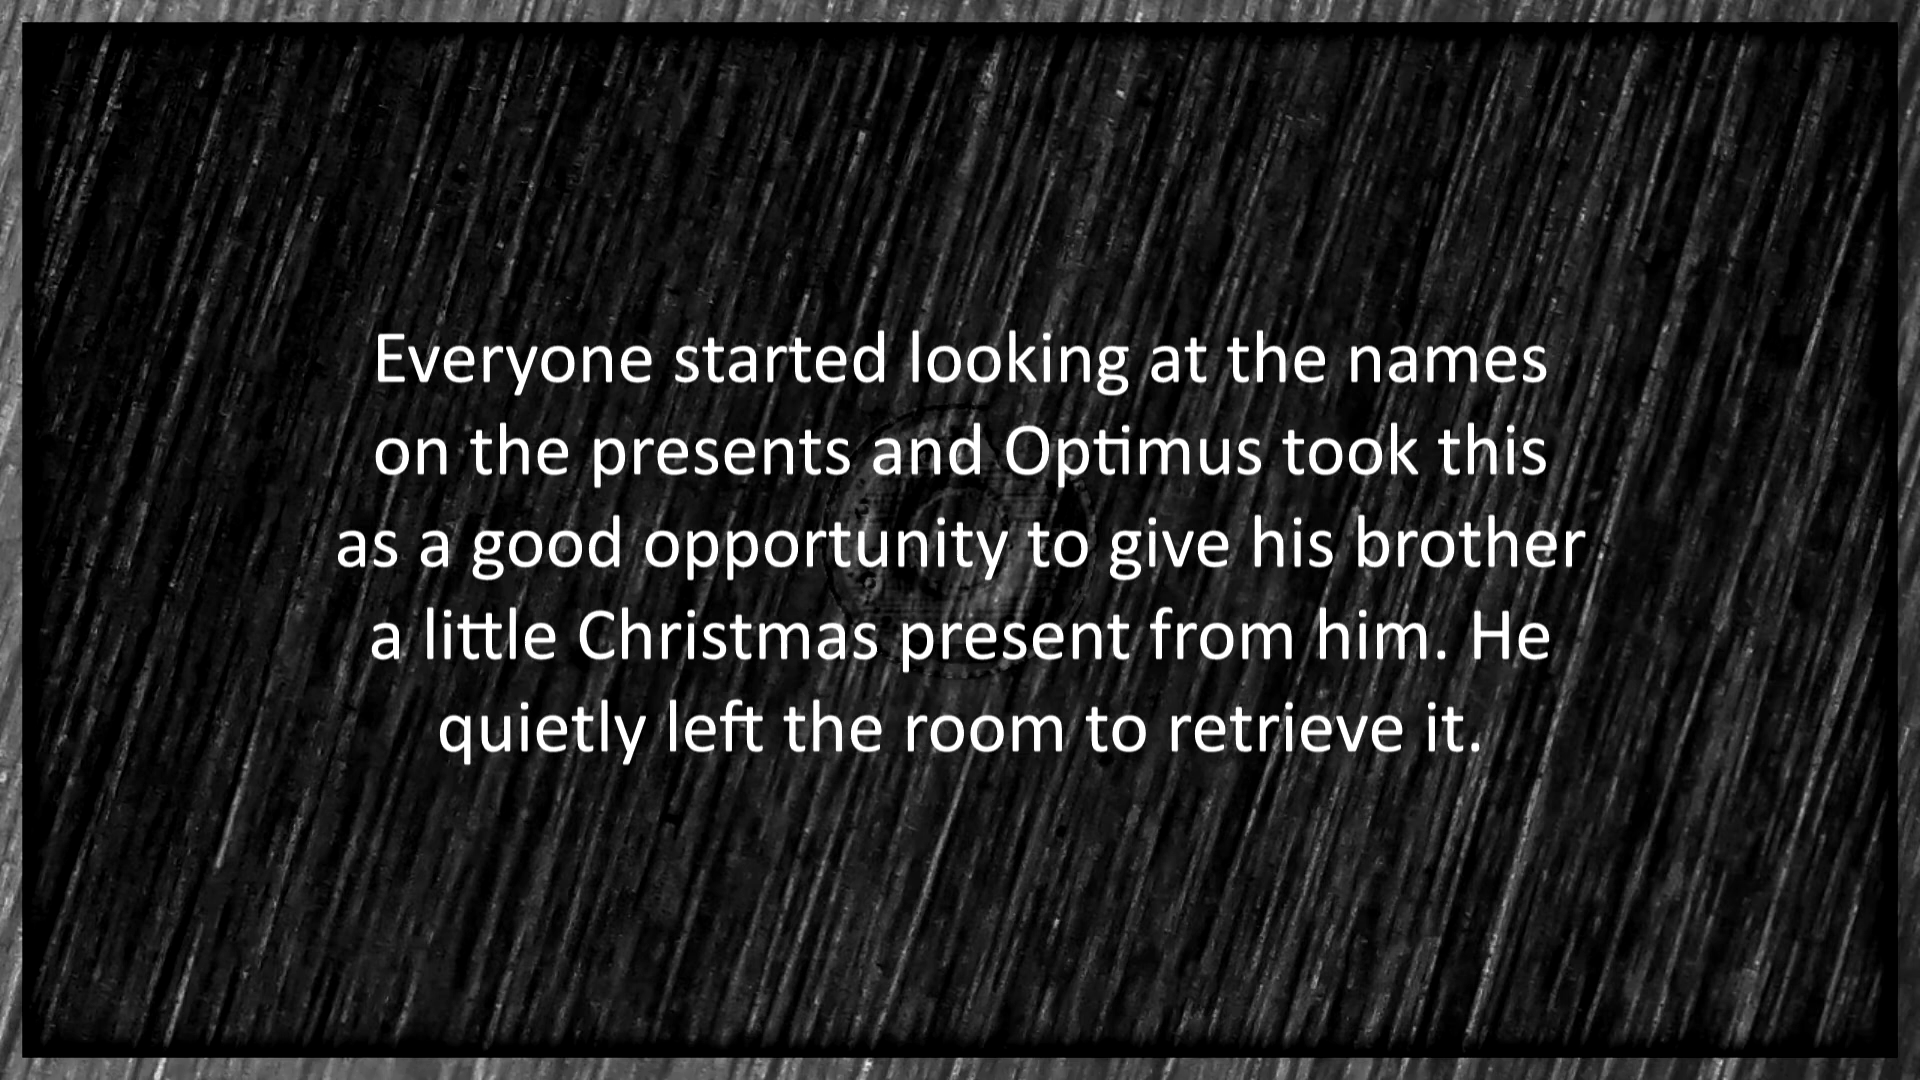 Everyone started looking at the names
on the presents and Optimus took this
as a good opportunity to give his brother
a little Christmas present from him. He
quietly left the room to retrieve it.